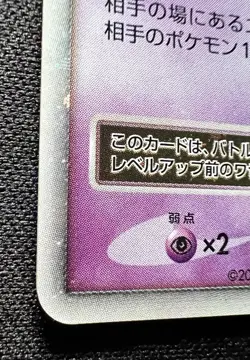 相手の場にある
相手のポケモン1
このカードは、バトル
レベルアップ前のワ
弱点
×2
©20